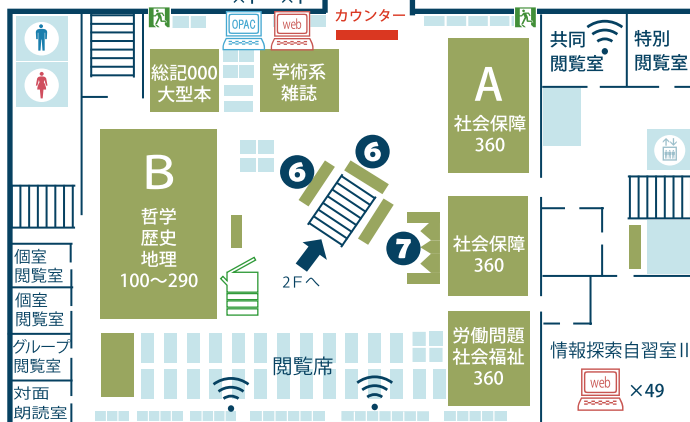 OPAC
web
カウンター
共同
閲覧室
特別
閲覧室
総記000
大型本
学術系
雑誌
A
社会保障
360
B
哲学
歴史
地理
100～290
6
6
7
2Fへ
社会保障
360
個室
閲覧室
個室
閲覧室
グループ
閲覧室
対面
朗読室
閲覧席
労働問題
社会福祉
360
情報探索自習室Ⅱ
web
×49